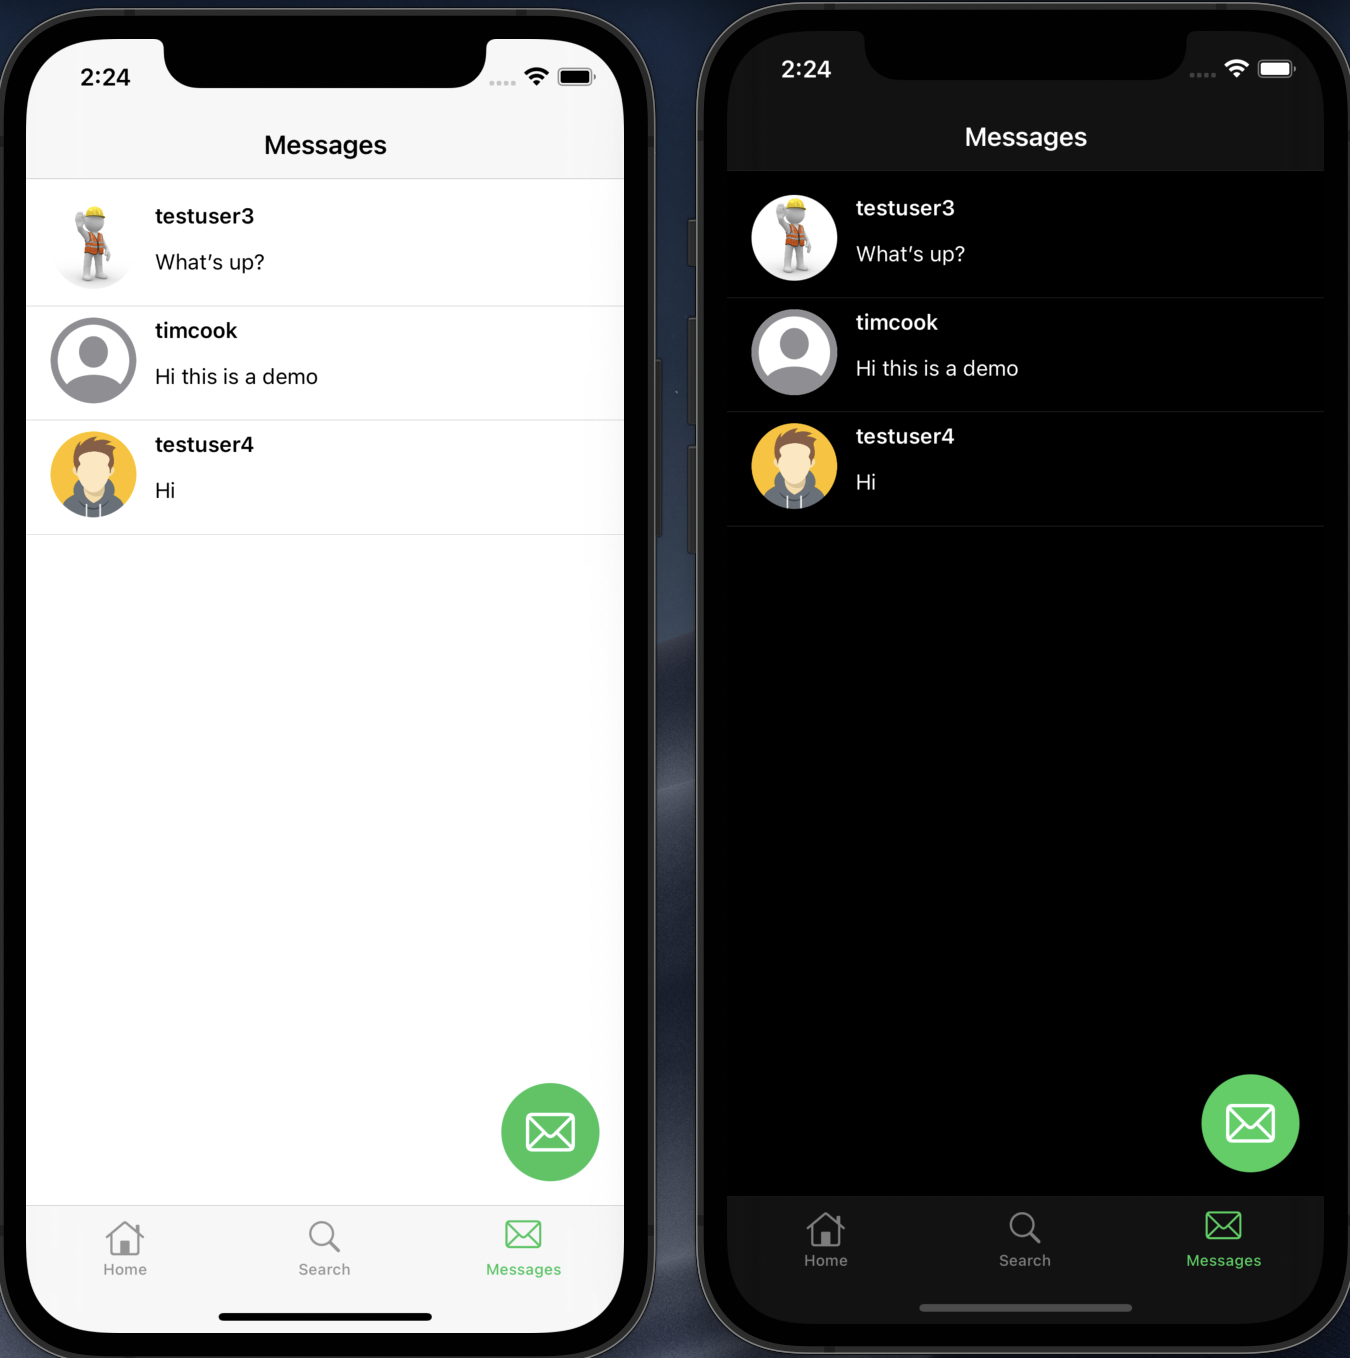 2:24
Messages
testuser3
What's up?
timcook
Hi this is a demo
testuser4
Hi
Home
Search
Messages
2:24
Messages
testuser3
What's up?
timcook
Hi this is a demo
testuser4
Hi
Home
Search
Messages